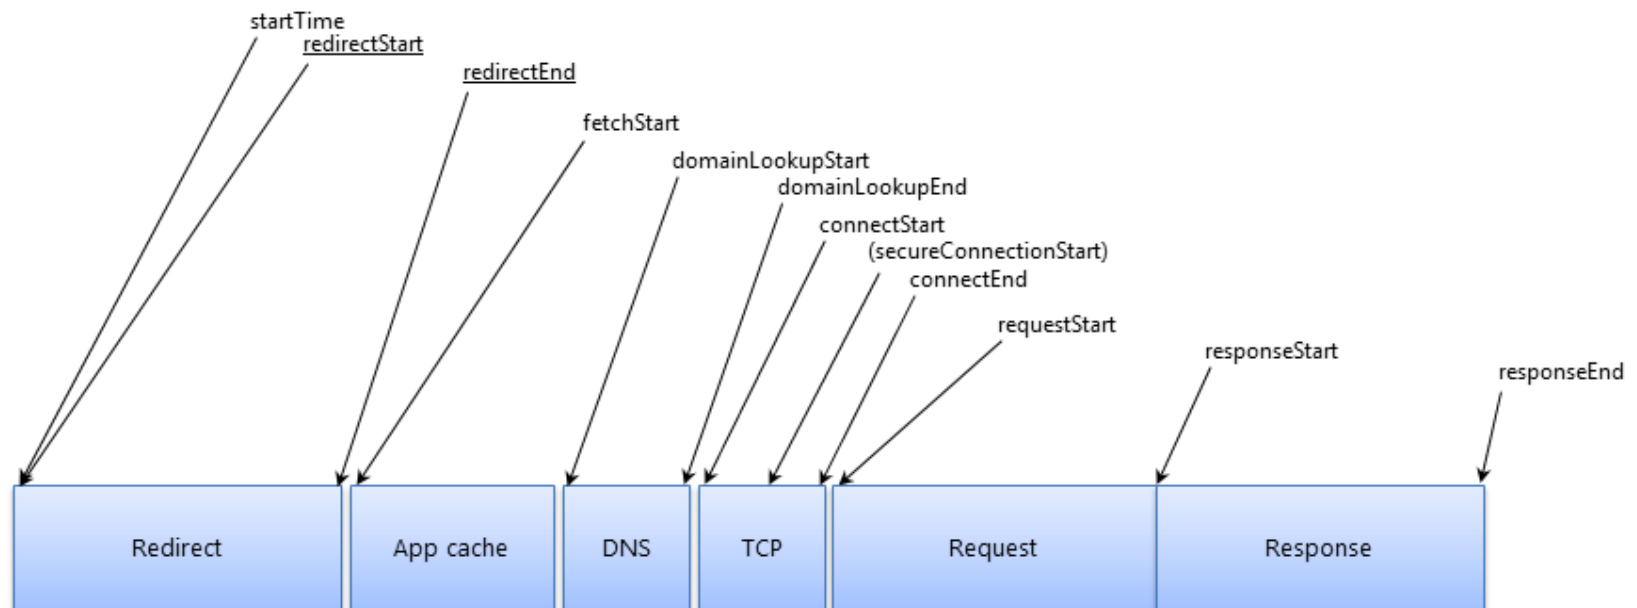 startTime
redirectStart
redirectEnd
fetchStart
domainLookupStart
domainLookupEnd
connectStart
(secureConnectionStart)
connectEnd
requestStart
responseStart
responseEnd
Redirect
App cache
DNS
TCP
Request
Response